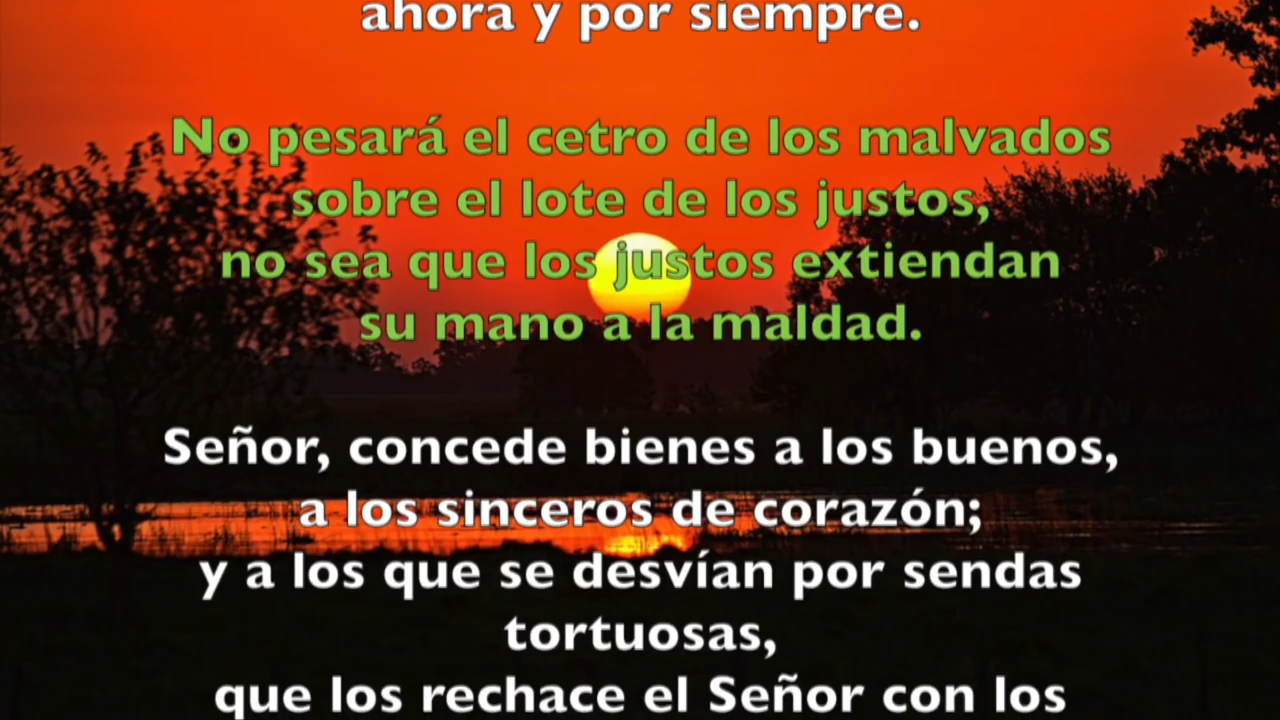 ahora y por siempre.
No pesará el cetro de los malvados
sobre el lote de los justos,
no sea que los justos extiendan
su mano a la maldad.
Señor, concede bienes a los buenos,
a los sinceros de corazón;
y a los que se desvían por sendas
tortuosas,
que los rechace el Señor con los